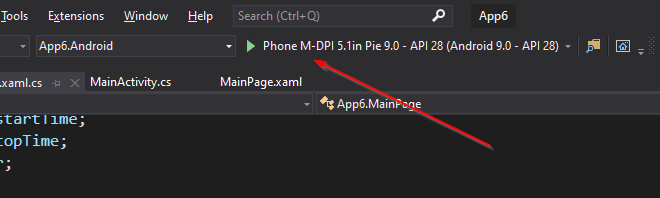 Tools Extensions Window Help Search (Ctrl+Q) App6
App6.Android Phone M-DPI 5.1in Pie 9.0 - API 28 (Android 9.0 - API 28)
.xaml.cs MainActivity.cs MainPage.xaml
App6.MainPage
startTime;
topTime;
r;